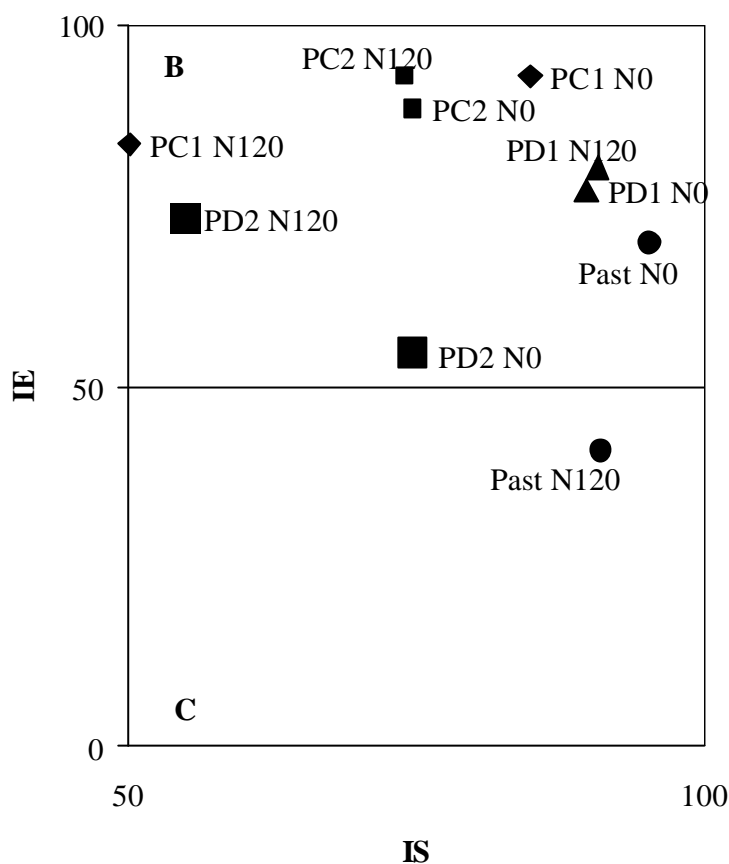 100
B
PC2 N120
PC1 N0
PC2 N0
PC1 N120
PD1 N120
PD1 N0
PD2 N120
Past N0
PD2 N0
IE
50
Past N120
C
0
50
100
IS